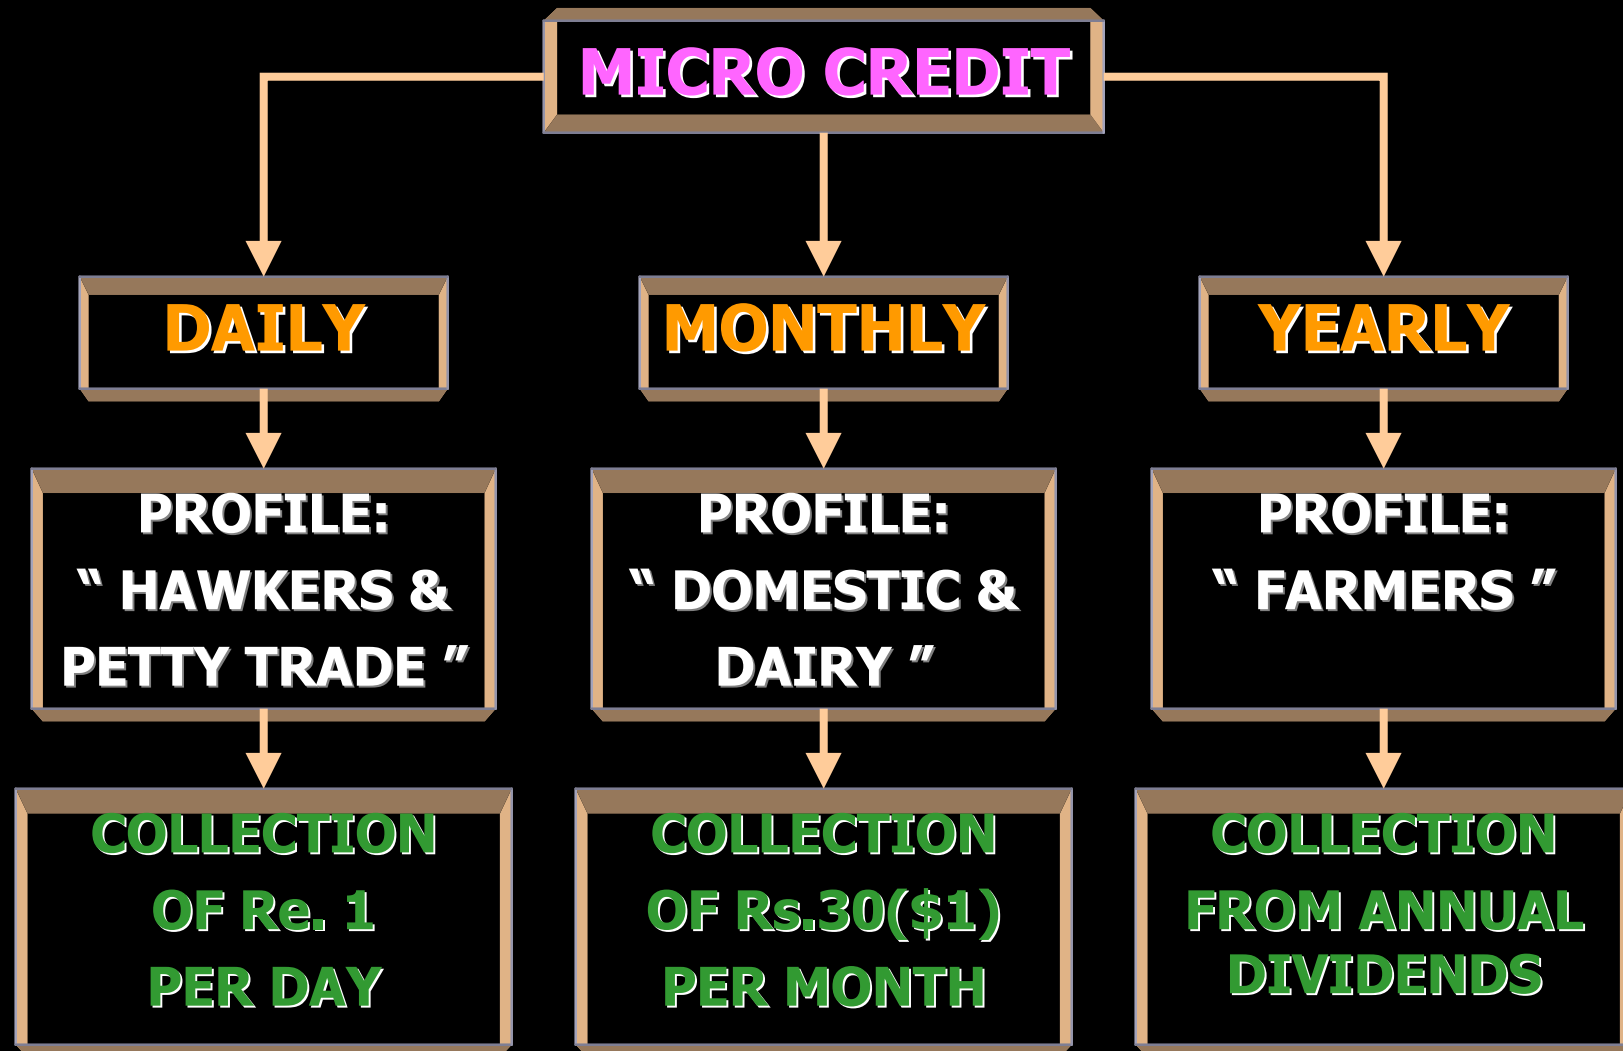 MICRO CREDIT
DAILY
MONTHLY
YEARLY
PROFILE:
“ HAWKERS &
PETTY TRADE ”
PROFILE:
“ DOMESTIC &
DAIRY ”
PROFILE:
“ FARMERS ”
COLLECTION
OF Re. 1
PER DAY
COLLECTION
OF Rs.30($1)
PER MONTH
COLLECTION
FROM ANNUAL
DIVIDENDS